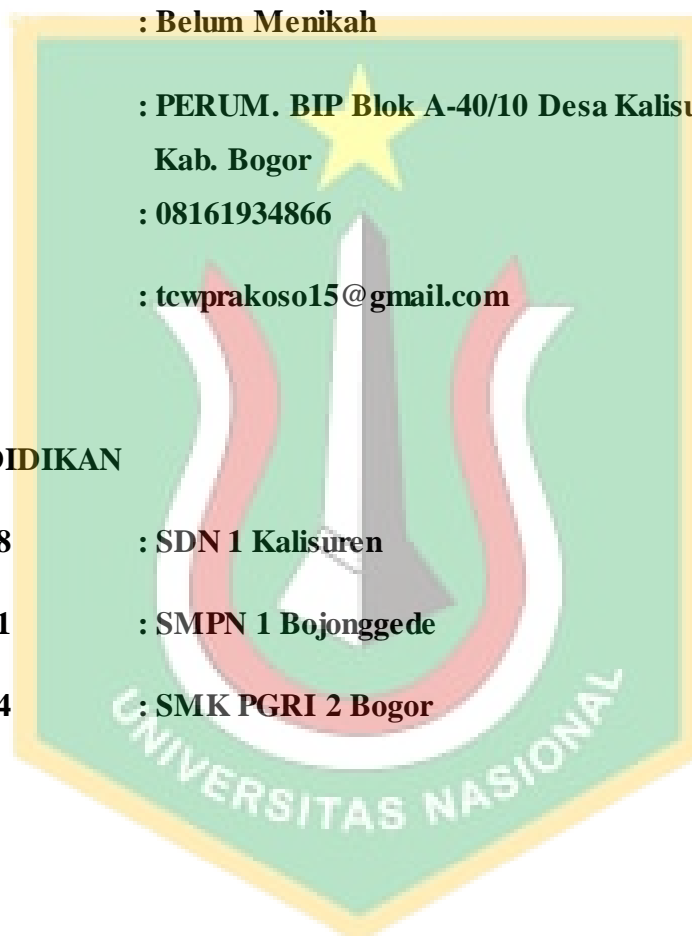 : Belum Menikah
: PERUM. BIP Blok A-40/10 Desa Kalisu
Kab. Bogor
: 08161934866
: tcwprakoso15@gmail.com
DIDIKAN
8 : SDN 1 Kalisuren
1 : SMPN 1 Bojonggede
4 : SMK PGRI 2 Bogor
UNIVERSITAS NASIONAL